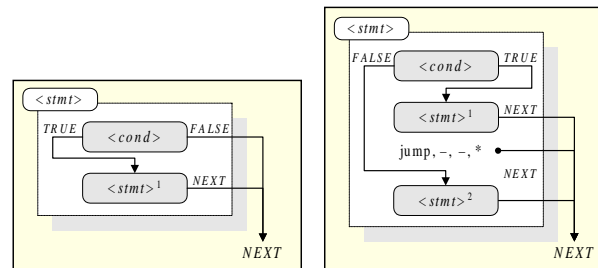 <stmt>
TRUE <cond> FALSE
<stmt>1 NEXT
NEXT
<stmt>
FALSE <cond> TRUE
<stmt>1 NEXT
jump, –, –, *
NEXT
<stmt>2
NEXT